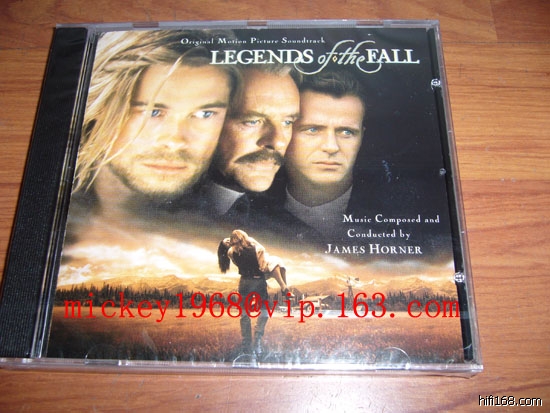 Original Motion Picture Soundtrack
LEGENDS of the FALL
Music Composed and
Conducted by
JAMES HORNER
mickey1968@vip.163.com
hifi168.com